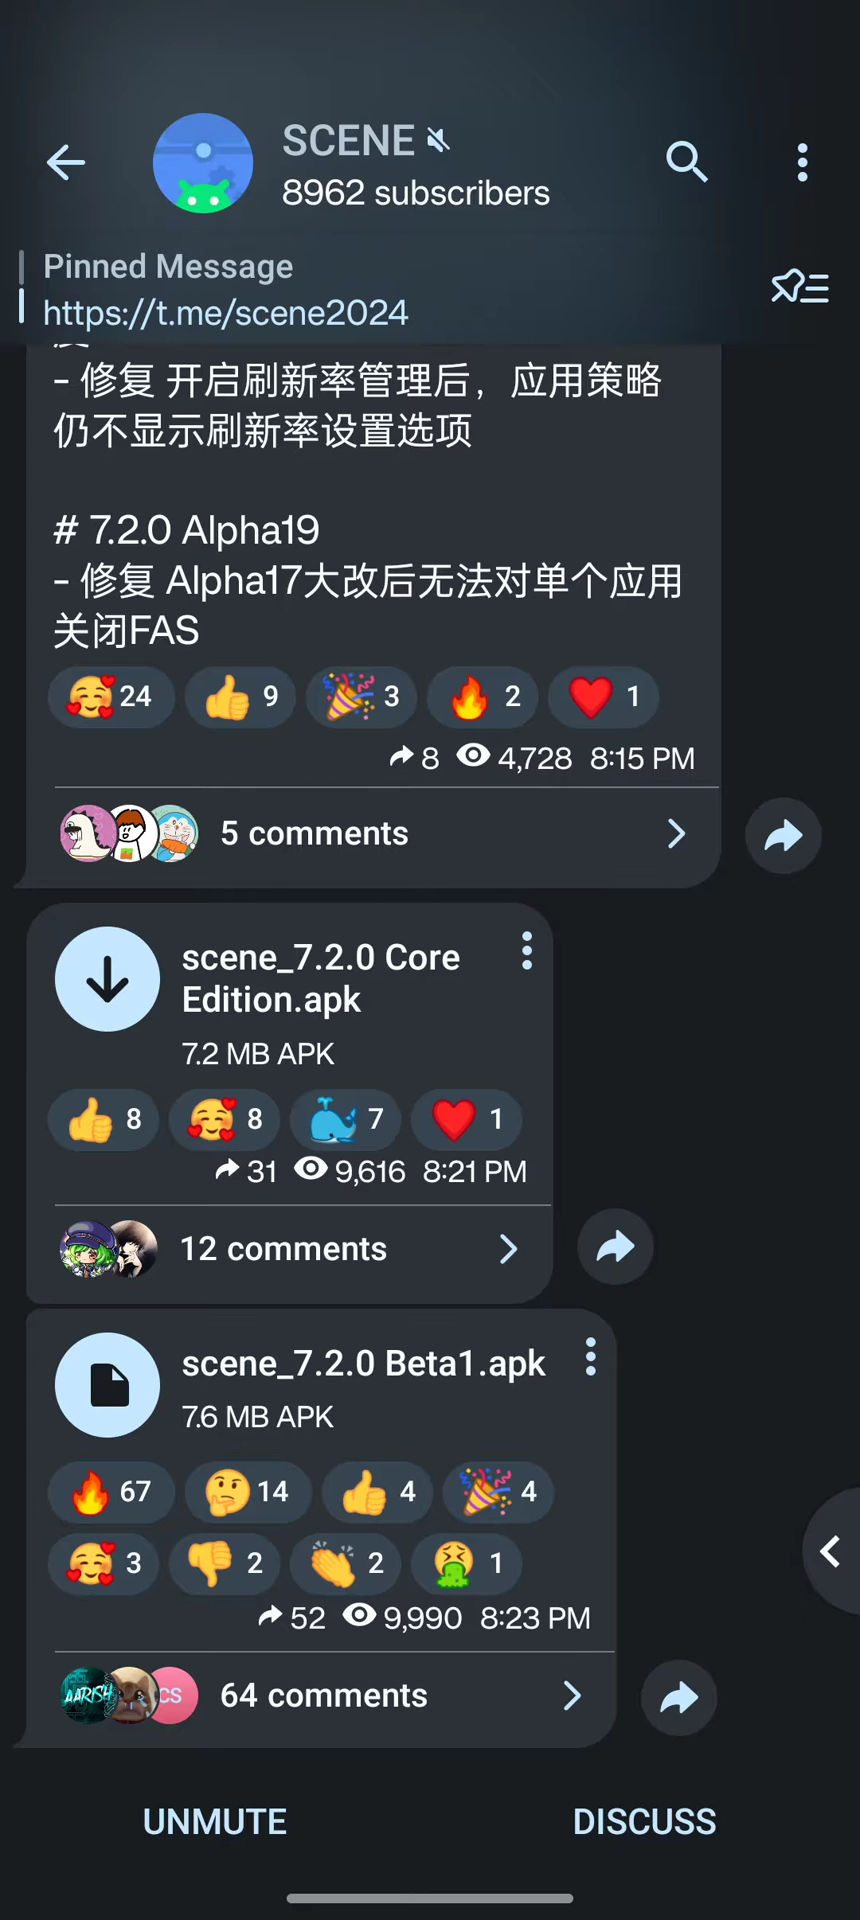 SCENE
8962 subscribers
Pinned Message
https://t.me/scene2024
- 修复 开启刷新率管理后，应用策略
仍不显示刷新率设置选项
# 7.2.0 Alpha19
- 修复 Alpha17大改后无法对单个应用
关闭FAS
24 9 3 2 1
8 4,728 8:15 PM
5 comments
scene_7.2.0 Core
Edition.apk
7.2 MB APK
8 8 7 1
31 9,616 8:21 PM
12 comments
scene_7.2.0 Beta1.apk
7.6 MB APK
67 14 4 4
3 2 2 1
52 9,990 8:23 PM
AARISH CS
64 comments
UNMUTE DISCUSS